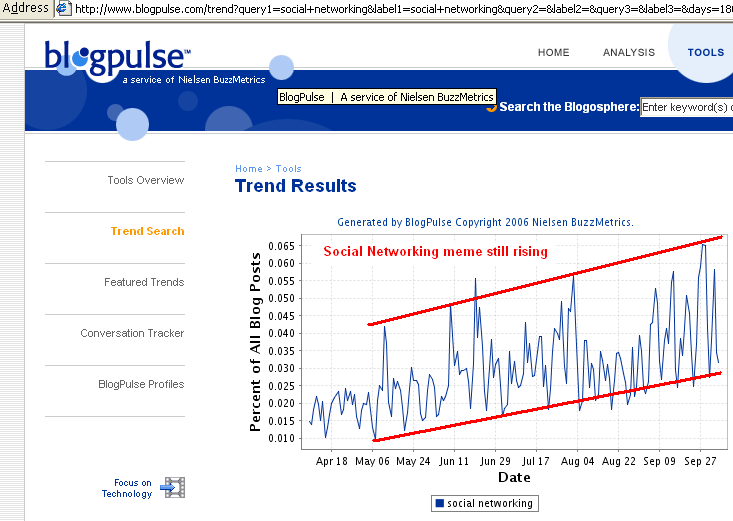 Address http://www.blogpulse.com/trend?query1=social+networking&label1=social+networking&query2=&label2=&query3=&label3=&days=180
blogpulse™
a service of Nielsen BuzzMetrics
HOME ANALYSIS TOOLS
BlogPulse | A service of Nielsen BuzzMetrics
Search the Blogosphere: Enter keyword(s)
Home > Tools
Trend Results
Tools Overview
Trend Search
Featured Trends
Conversation Tracker
BlogPulse Profiles
Focus on
Technology
Generated by BlogPulse Copyright 2006 Nielsen BuzzMetrics.
Social Networking meme still rising
Percent of All Blog Posts
0.065
0.060
0.055
0.050
0.045
0.040
0.035
0.030
0.025
0.020
0.015
0.010
Apr 18 May 06 May 24 Jun 11 Jun 29 Jul 17 Aug 04 Aug 22 Sep 09 Sep 27
Date
social networking